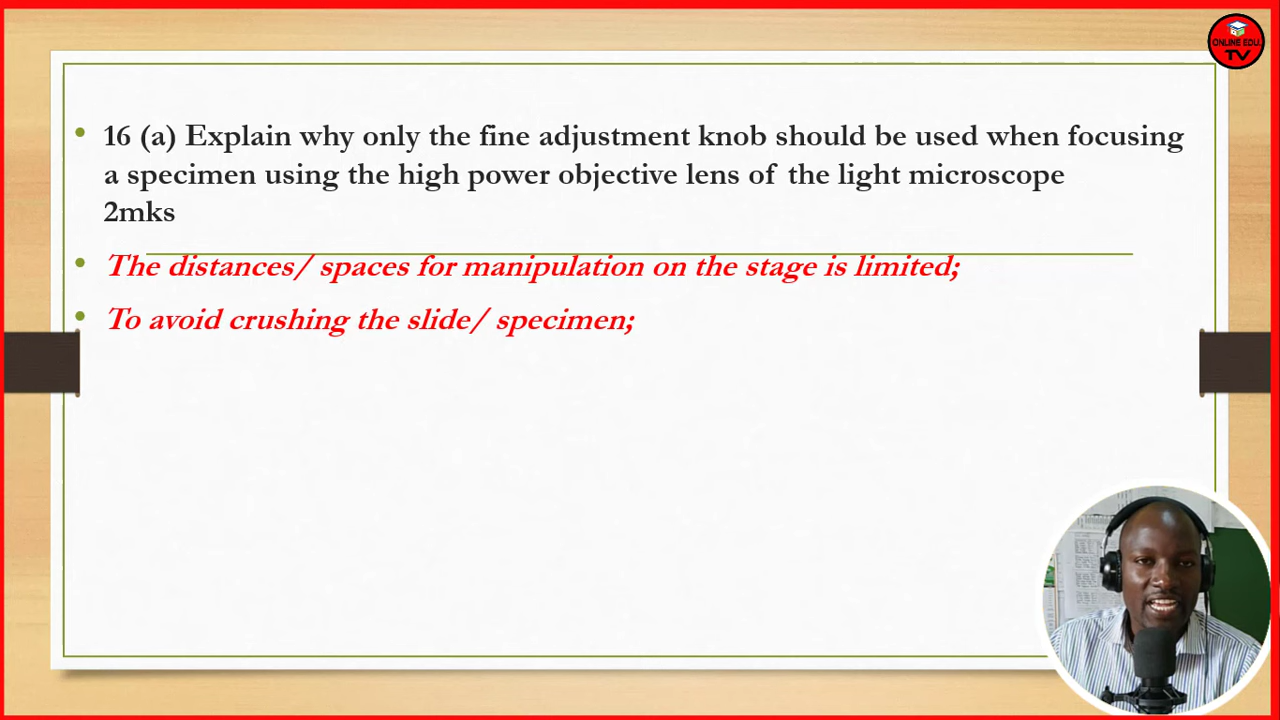 ONLINE EDU.
TV
• 16 (a) Explain why only the fine adjustment knob should be used when focusing
a specimen using the high power objective lens of the light microscope
2mks
• The distances/ spaces for manipulation on the stage is limited;
• To avoid crushing the slide/ specimen;